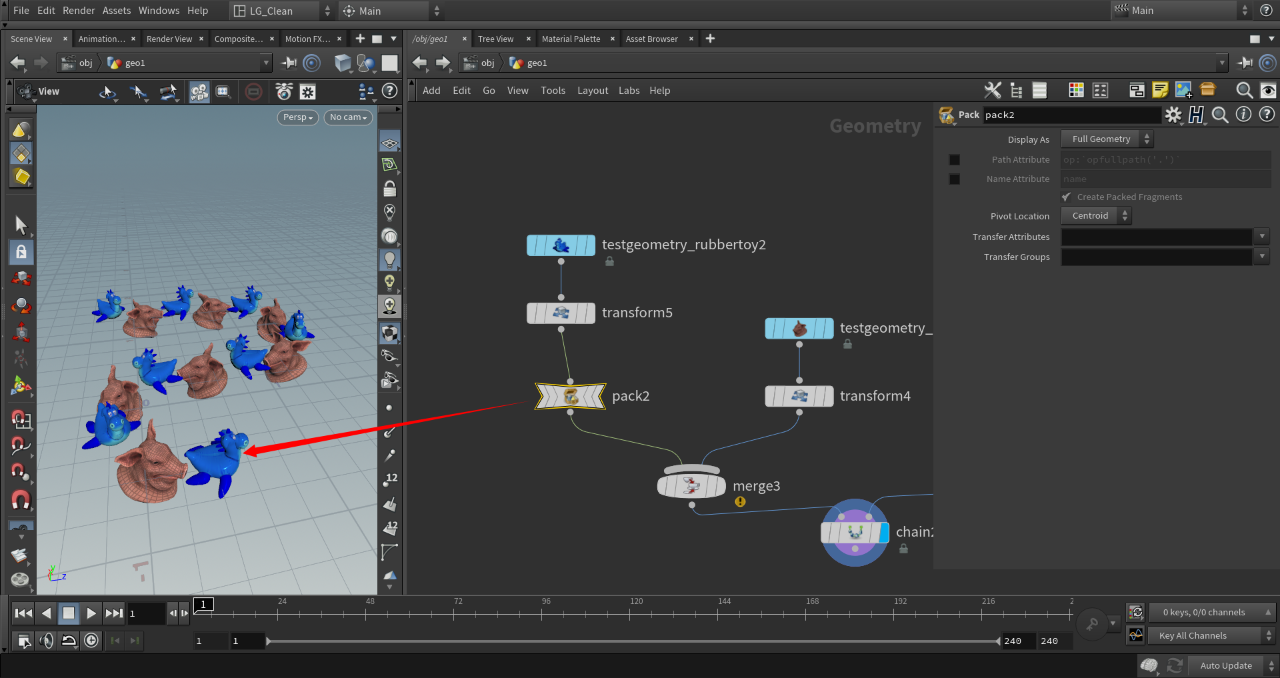 File Edit Render Assets Windows Help LG_Clean Main Main
Scene View Animation... Render View Composite... Motion FX... /obj/geo1 Tree View Material Palette Asset Browser
obj geo1 obj geo1
View Add Edit Go View Tools Layout Labs Help
Persp No cam
Geometry
Pack pack2
Display As Full Geometry
Path Attribute op:`opfullpath('.')`
Name Attribute name
Create Packed Fragments
Pivot Location Centroid
Transfer Attributes
Transfer Groups
testgeometry_rubbertoy2
transform5
testgeometry_
pack2
transform4
merge3
chain2
12
12
z
1 1 24 48 72 96 120 144 168 192 216 2
0 keys, 0/0 channels
1 1 240 240 Key All Channels
Auto Update